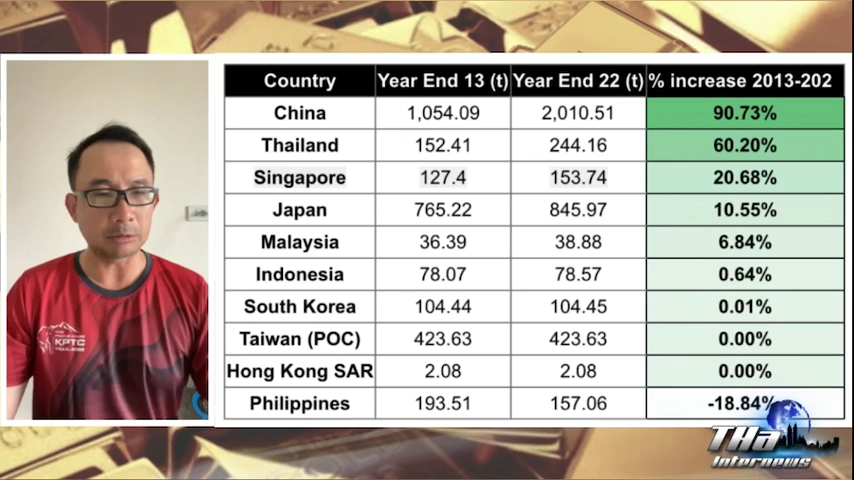 Country Year End 13 (t) Year End 22 (t) % increase 2013-202
China 1,054.09 2,010.51 90.73%
Thailand 152.41 244.16 60.20%
Singapore 127.4 153.74 20.68%
Japan 765.22 845.97 10.55%
Malaysia 36.39 38.88 6.84%
Indonesia 78.07 78.57 0.64%
South Korea 104.44 104.45 0.01%
Taiwan (POC) 423.63 423.63 0.00%
Hong Kong SAR 2.08 2.08 0.00%
Philippines 193.51 157.06 -18.84%
KPTC
THa
Internews